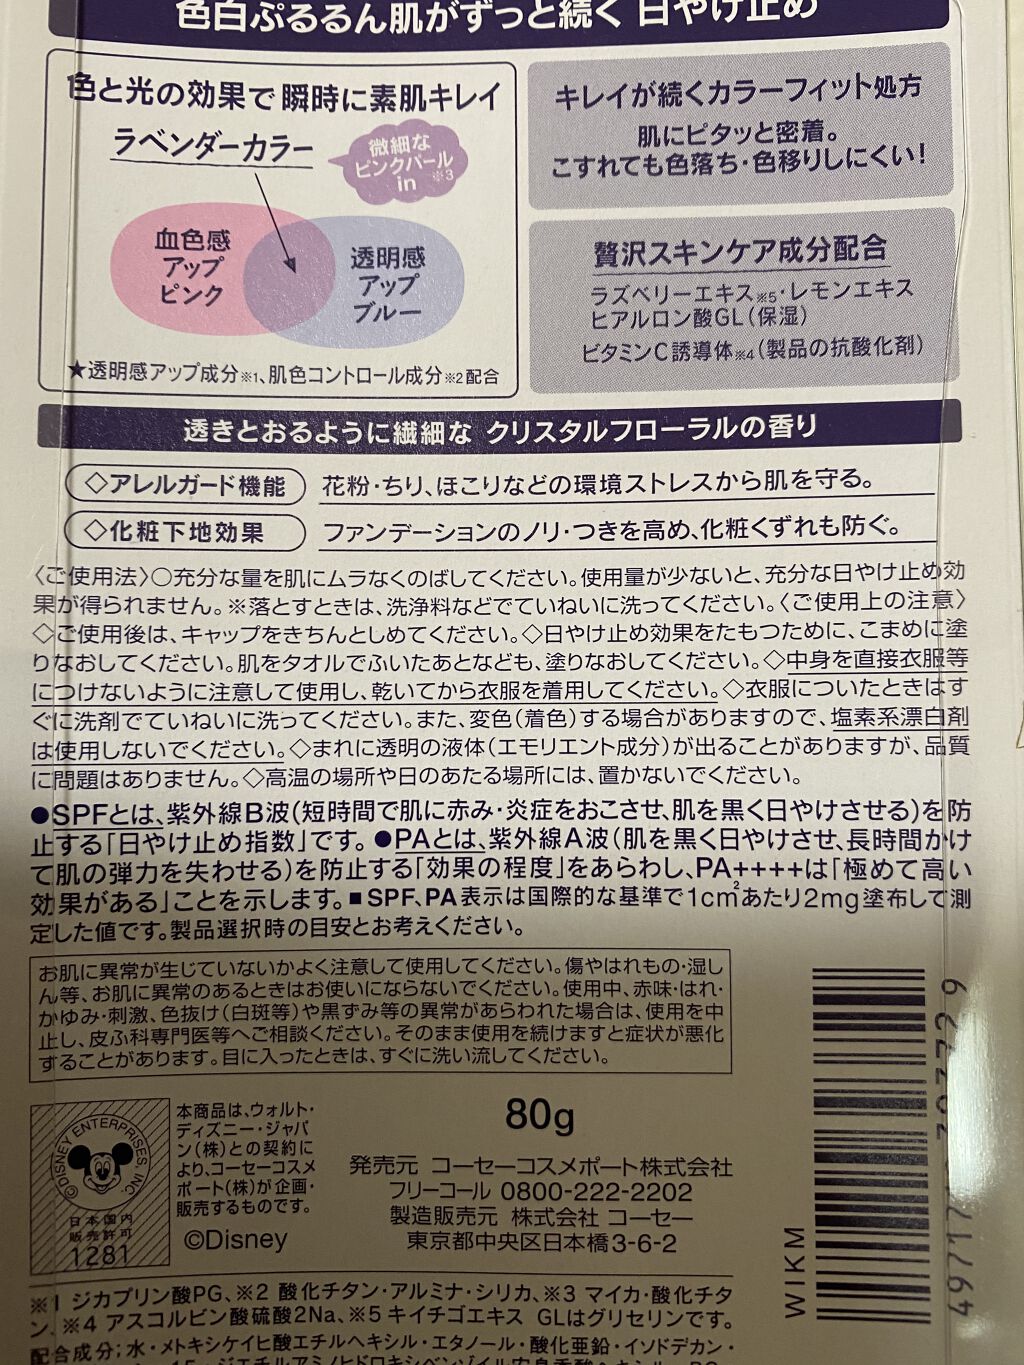 色白ぷるるん肌がずっと続く 日やけ止め
色と光の効果で瞬時に素肌キレイ
ラベンダーカラー
微細な
ピンクパール
in ※3
血色感
アップ
ピンク
透明感
アップ
ブルー
★透明感アップ成分※1、肌色コントロール成分※2配合
キレイが続くカラーフィット処方
肌にピタッと密着。
こすれても色落ち・色移りしにくい!
贅沢スキンケア成分配合
ラズベリーエキス※5・レモンエキス
ヒアルロン酸GL(保湿)
ビタミンC誘導体※4(製品の抗酸化剤)
透きとおるように繊細な クリスタルフローラルの香り
◇アレルガード機能 花粉・ちり、ほこりなどの環境ストレスから肌を守る。
◇化粧下地効果 ファンデーションのノリ・つきを高め、化粧くずれも防ぐ。
〈ご使用法〉○充分な量を肌にムラなくのばしてください。使用量が少ないと、充分な日やけ止め効
果が得られません。※落とすときは、洗浄料などでていねいに洗ってください。〈ご使用上の注意〉
◇ご使用後は、キャップをきちんとしめてください。◇日やけ止め効果をたもつために、こまめに塗
りなおしてください。肌をタオルでふいたあとなども、塗りなおしてください。◇中身を直接衣服等
につけないように注意して使用し、乾いてから衣服を着用してください。◇衣服についたときはす
ぐに洗剤でていねいに洗ってください。また、変色(着色)する場合がありますので、塩素系漂白剤
は使用しないでください。◇まれに透明の液体(エモリエント成分)が出ることがありますが、品質
に問題はありません。◇高温の場所や日のあたる場所には、置かないでください。
●SPFとは、紫外線B波(短時間で肌に赤み・炎症をおこさせ、肌を黒く日やけさせる)を防
止する「日やけ止め指数」です。●PAとは、紫外線A波(肌を黒く日やけさせ、長時間かけ
て肌の弾力を失わせる)を防止する「効果の程度」をあらわし、PA++++は「極めて高い
効果がある」ことを示します。■SPF、PA表示は国際的な基準で1c㎡あたり2mg塗布して測
定した値です。製品選択時の目安とお考えください。
お肌に異常が生じていないかよく注意して使用してください。傷やはれもの・湿し
ん等、お肌に異常のあるときはお使いにならないでください。使用中、赤味・はれ・
かゆみ・刺激、色抜け(白斑等)や黒ずみ等の異常があらわれた場合は、使用を中
止し、皮ふ科専門医等へご相談ください。そのまま使用を続けますと症状が悪化
することがあります。目に入ったときは、すぐに洗い流してください。
©DISNEY ENTERPRISES, INC.
日本国内
販売許可
1281
本商品は、ウォルト・
ディズニー・ジャパ
ン(株)との契約に
より、コーセーコスメ
ポート(株)が企画・
販売するものです。
©Disney
80g
発売元 コーセーコスメポート株式会社
フリーコール 0800-222-2202
製造販売元 株式会社 コーセー
東京都中央区日本橋3-6-2
WIKM
※1 ジカプリン酸PG、※2 酸化チタン・アルミナ・シリカ、※3 マイカ・酸化チタ
ン、※4 アスコルビン酸硫酸2Na、※5 キイチゴエキス GLはグリセリンです。
配合成分;水・メトキシケイヒ酸エチルヘキシル・エタノール・酸化亜鉛・イソドデカン・